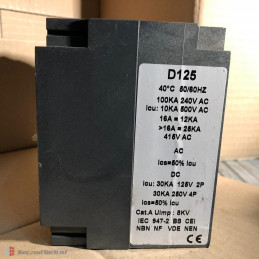 D125
40°C 50/60HZ
100KA 240V AC
Icu: 10KA 500V AC
16A = 12KA
>16A = 25KA
415V AC
AC
Ics=50% Icu
DC
Icu: 30KA 125V 2P
30KA 250V 4P
Ics=50% Icu
Cat.A Uimp : 8KV
IEC 947-2 BS CEI
NBN NF VDE NEN
CE